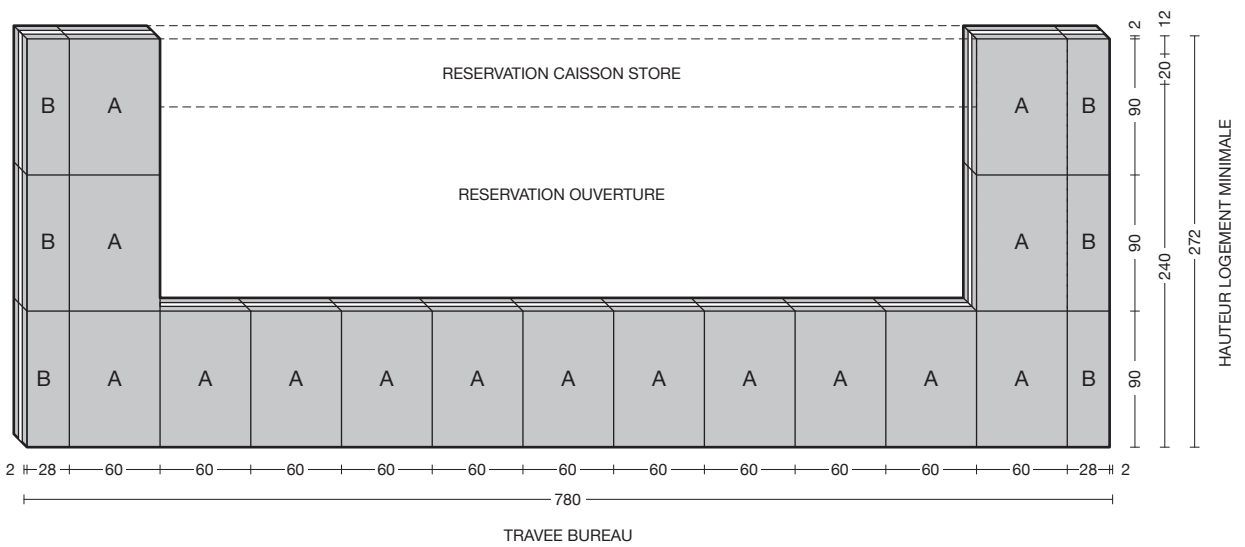 2
12
RESERVATION CAISSON STORE
20
B A A B
90
RESERVATION OUVERTURE
B A A B
90
240
272
HAUTEUR LOGEMENT MINIMALE
B A A A A A A A A A A A B
90
2 28 60 60 60 60 60 60 60 60 60 60 60 28 2
780
TRAVEE BUREAU